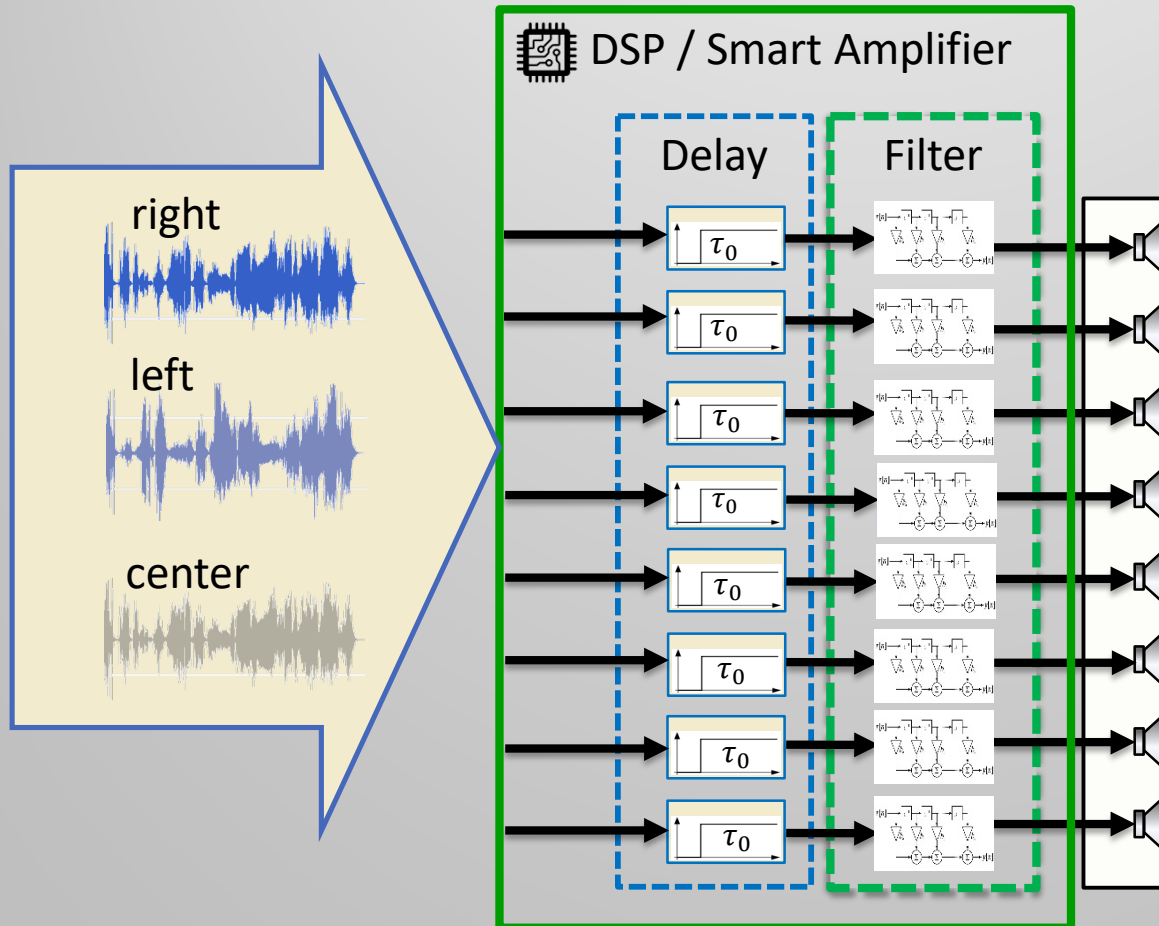 DSP / Smart Amplifier
Delay
Filter
right
left
center
τ₀
τ₀
τ₀
τ₀
τ₀
τ₀
τ₀
τ₀